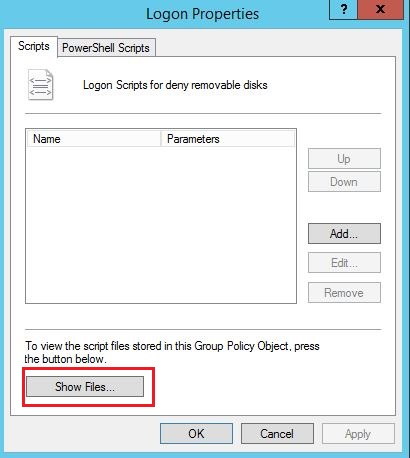 Logon Properties
? x
Scripts PowerShell Scripts
Logon Scripts for deny removable disks
Name Parameters
Up
Down
Add...
Edit...
Remove
To view the script files stored in this Group Policy Object, press
the button below.
Show Files...
OK Cancel Apply